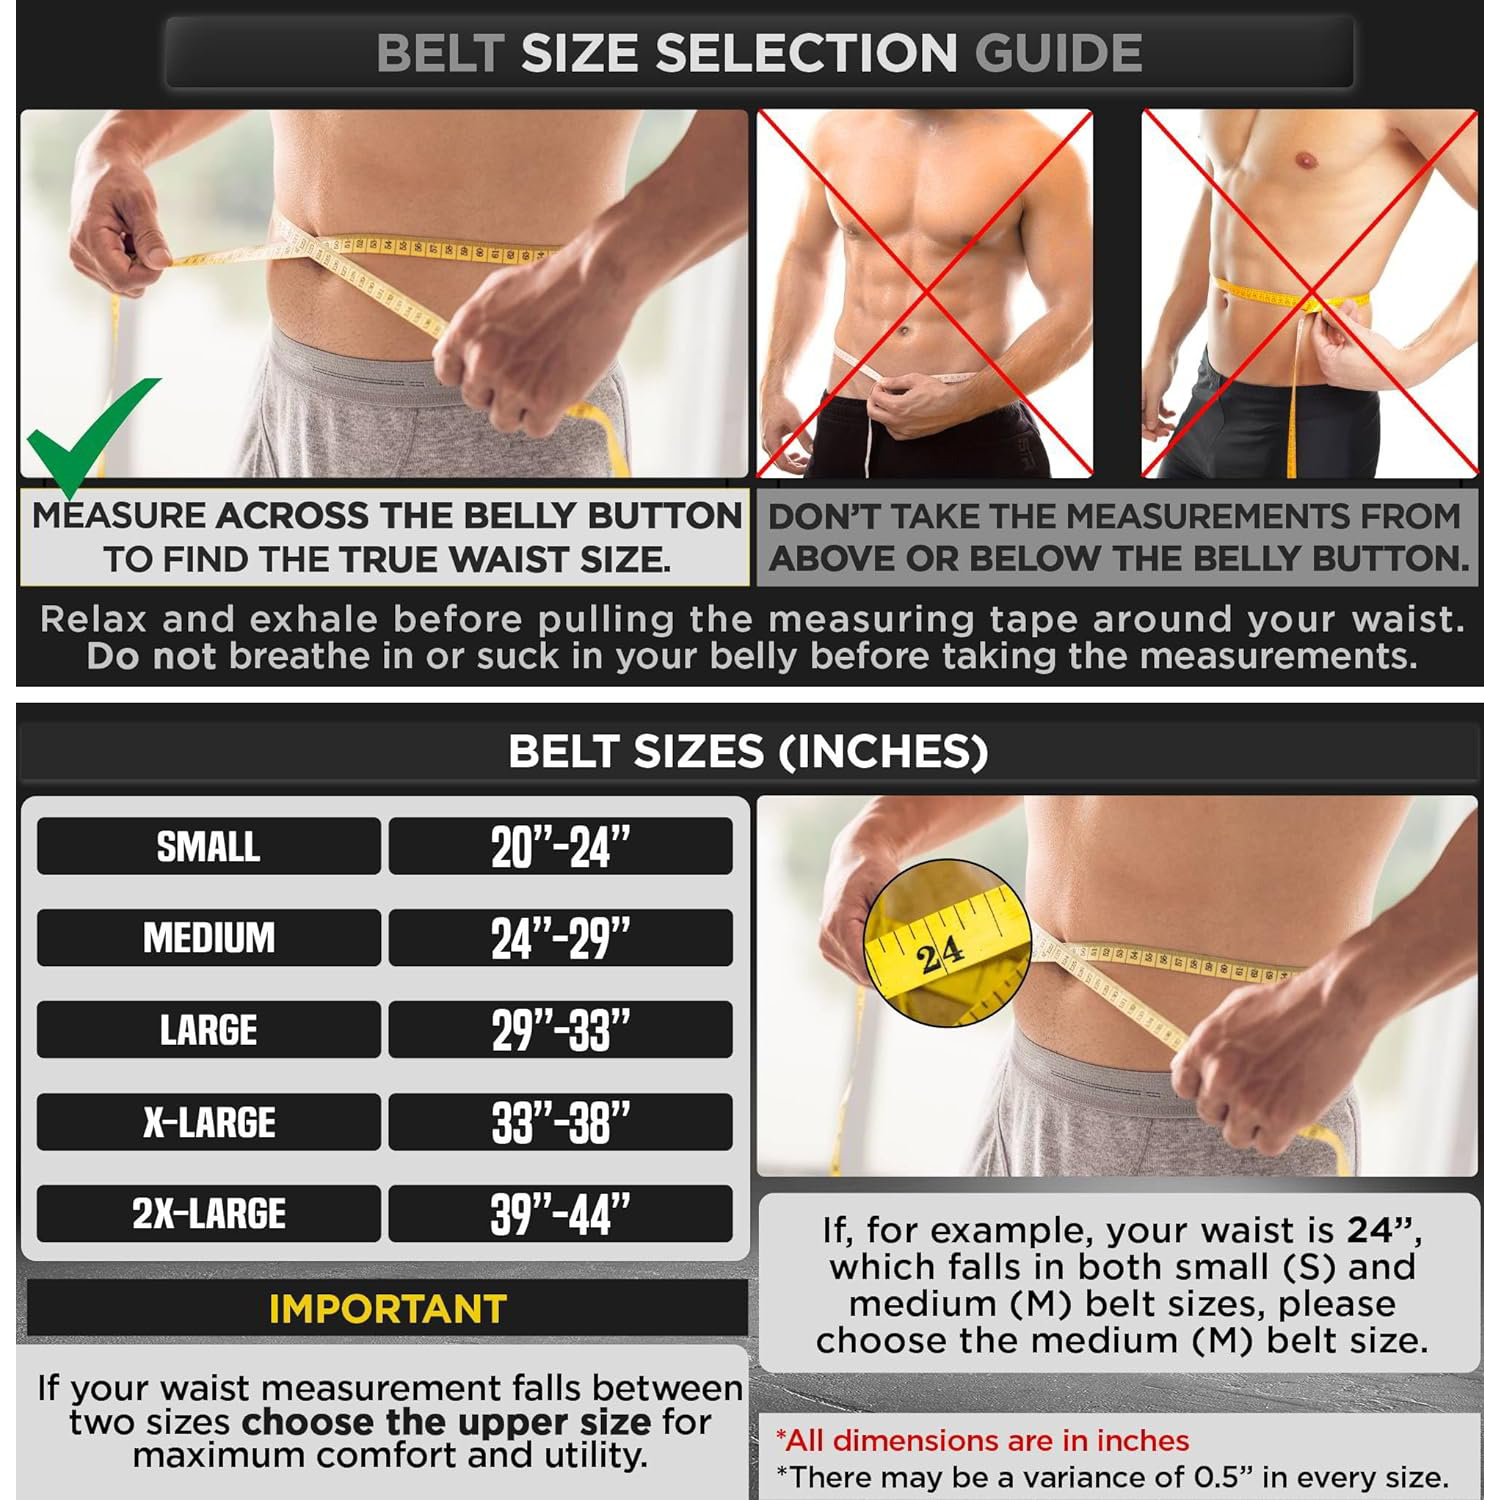 BELT SIZE SELECTION GUIDE
MEASURE ACROSS THE BELLY BUTTON
TO FIND THE TRUE WAIST SIZE.
DON’T TAKE THE MEASUREMENTS FROM
ABOVE OR BELOW THE BELLY BUTTON.
Relax and exhale before pulling the measuring tape around your waist.
Do not breathe in or suck in your belly before taking the measurements.
BELT SIZES (INCHES)
SMALL 20”-24”
MEDIUM 24”-29”
LARGE 29”-33”
X-LARGE 33”-38”
2X-LARGE 39”-44”
24
IMPORTANT
If your waist measurement falls between
two sizes choose the upper size for
maximum comfort and utility.
If, for example, your waist is 24”,
which falls in both small (S) and
medium (M) belt sizes, please
choose the medium (M) belt size.
*All dimensions are in inches
*There may be a variance of 0.5” in every size.